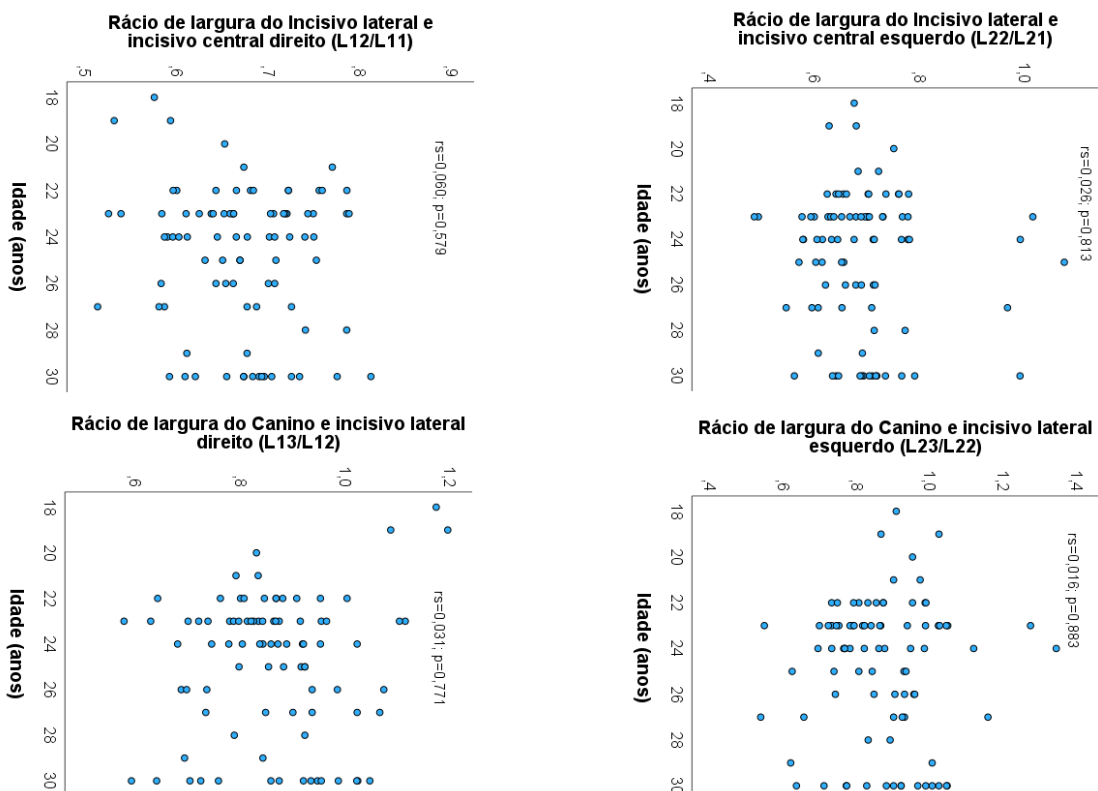 Rácio de largura do Incisivo lateral e
incisivo central direito (L12/L11)
,5
,6
,7
,8
,9
18
20
22
24
26
28
30
Idade (anos)
rs=0,060; p=0,579
Rácio de largura do Incisivo lateral e
incisivo central esquerdo (L22/L21)
,4
,6
,8
1,0
18
20
22
24
26
28
30
Idade (anos)
rs=0,026; p=0,813
Rácio de largura do Canino e incisivo lateral
direito (L13/L12)
,6
,8
1,0
1,2
18
20
22
24
26
28
30
Idade (anos)
rs=0,031; p=0,771
Rácio de largura do Canino e incisivo lateral
esquerdo (L23/L22)
,4
,6
,8
1,0
1,2
1,4
18
20
22
24
26
28
30
Idade (anos)
rs=0,016; p=0,883